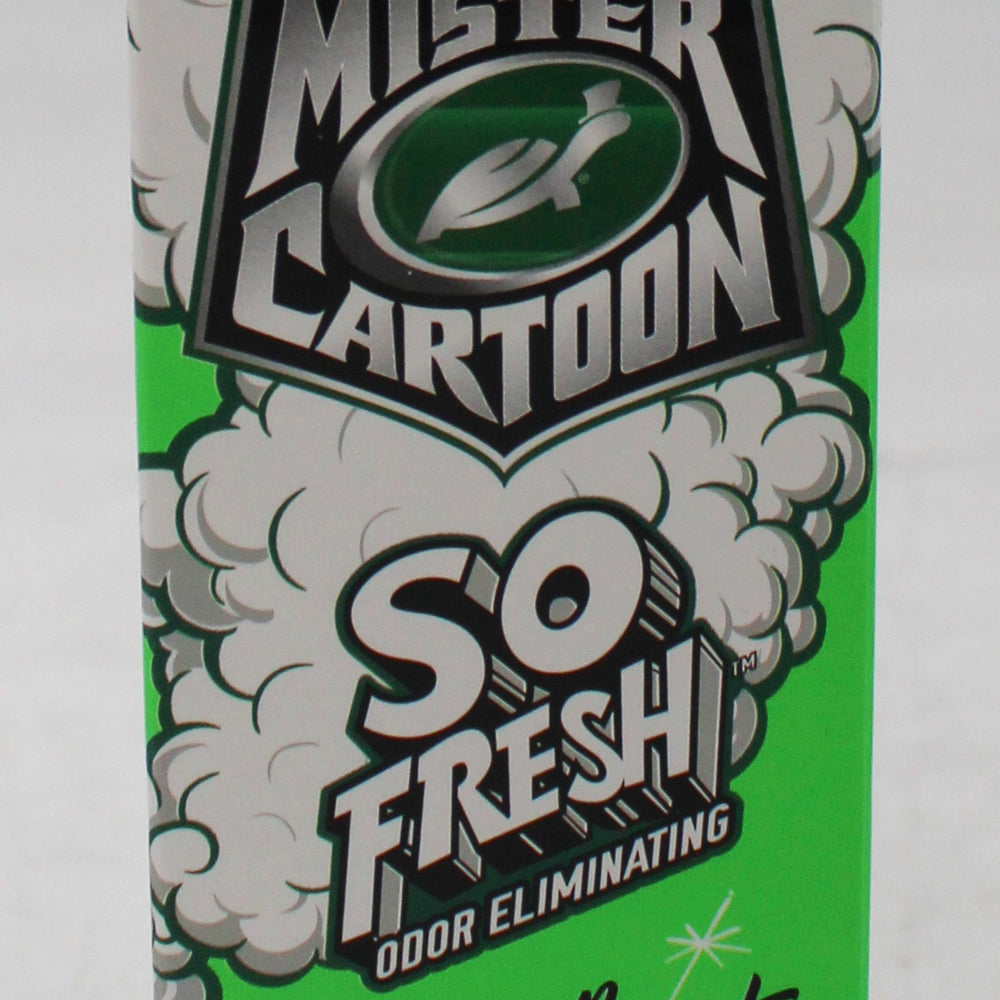 MISTER
®
CARTOON
SO
FRESH™
ODOR ELIMINATING